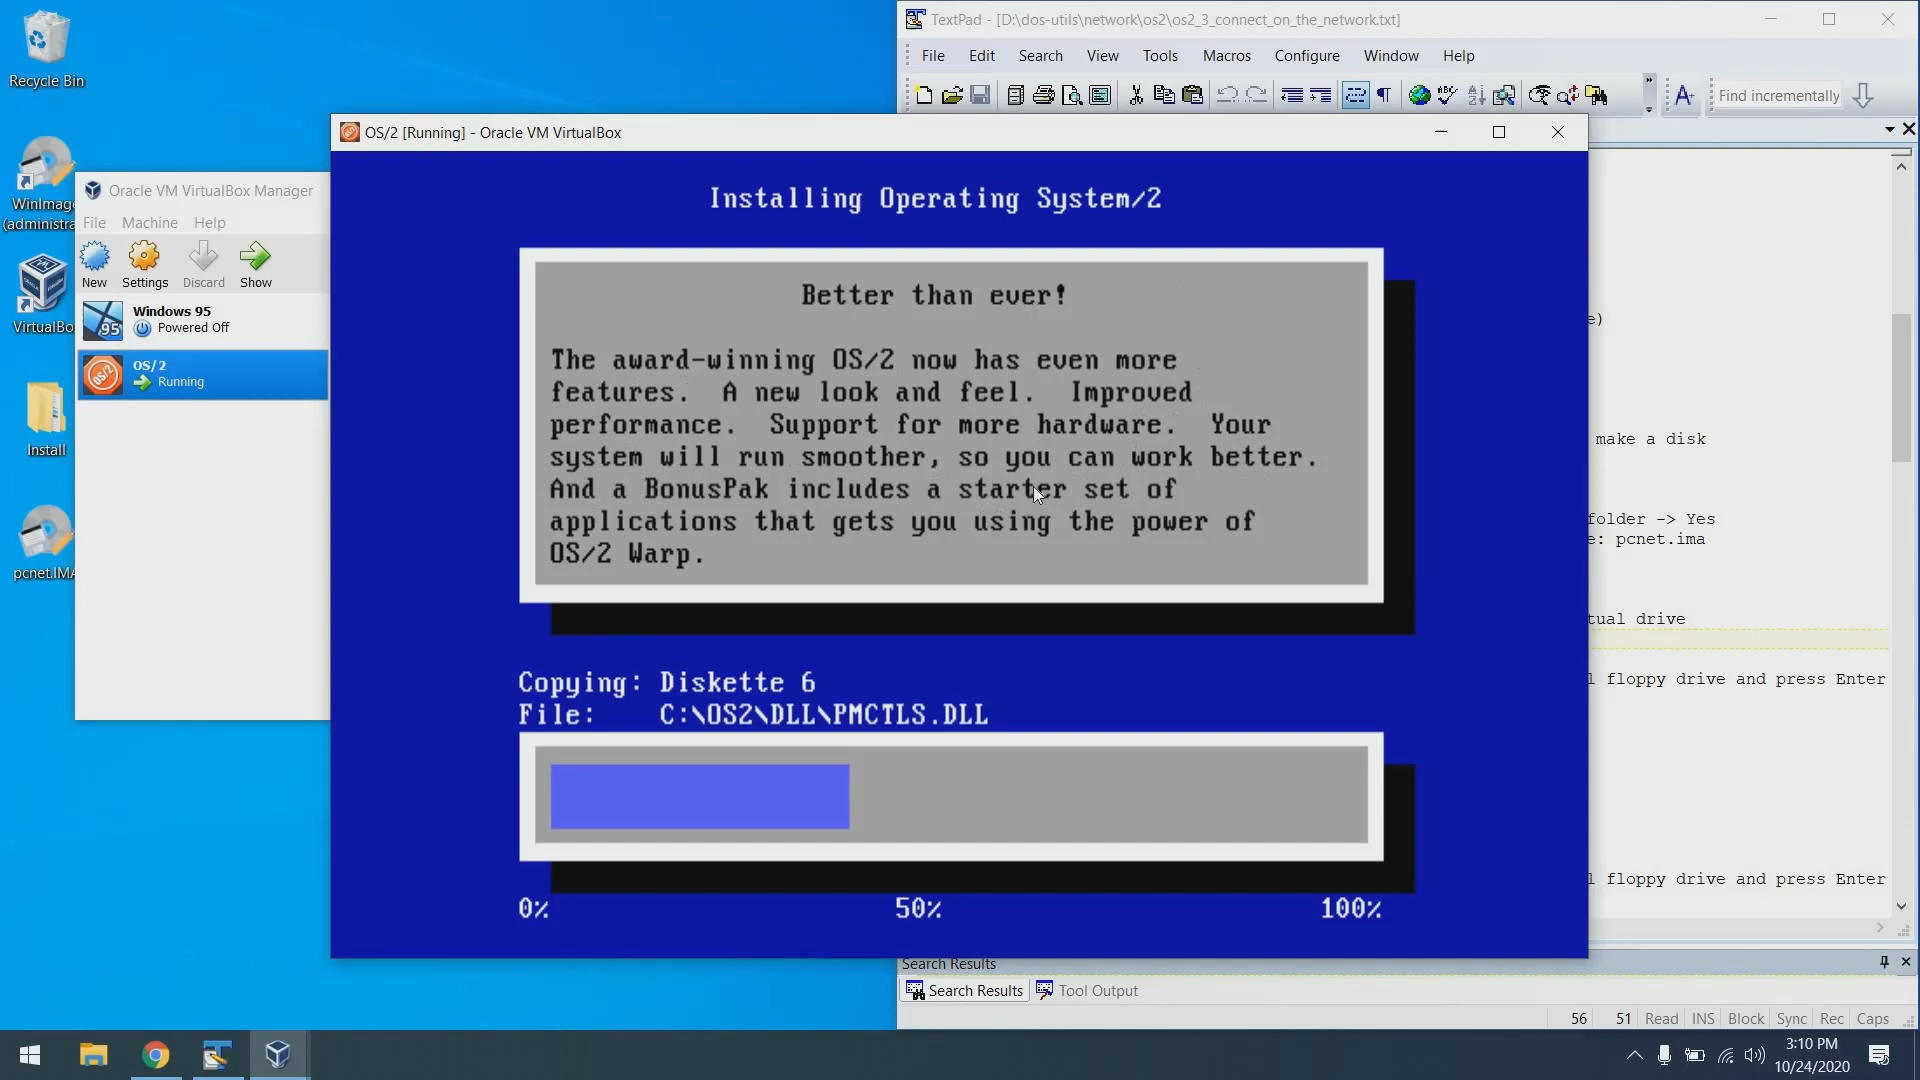 Recycle Bin
WinImage
(administra
VirtualBo
Install
pcnet.IMA
Oracle VM VirtualBox Manager
File Machine Help
New Settings Discard Show
Windows 95
Powered Off
OS/2
Running
TextPad - [D:\dos-utils\network\os2\os2_3_connect_on_the_network.txt]
File Edit Search View Tools Macros Configure Window Help
Find incrementally
OS/2 [Running] - Oracle VM VirtualBox
Installing Operating System/2
Better than ever!
The award-winning OS/2 now has even more
features. A new look and feel. Improved
performance. Support for more hardware. Your
system will run smoother, so you can work better.
And a BonusPak includes a starter set of
applications that gets you using the power of
OS/2 Warp.
Copying: Diskette 6
File: C:\OS2\DLL\PMCTLS.DLL
0% 50% 100%
e)
make a disk
folder -> Yes
e: pcnet.ima
tual drive
l floppy drive and press Enter
l floppy drive and press Enter
Search Results
Search Results Tool Output
56 51 Read INS Block Sync Rec Caps
3:10 PM
10/24/2020